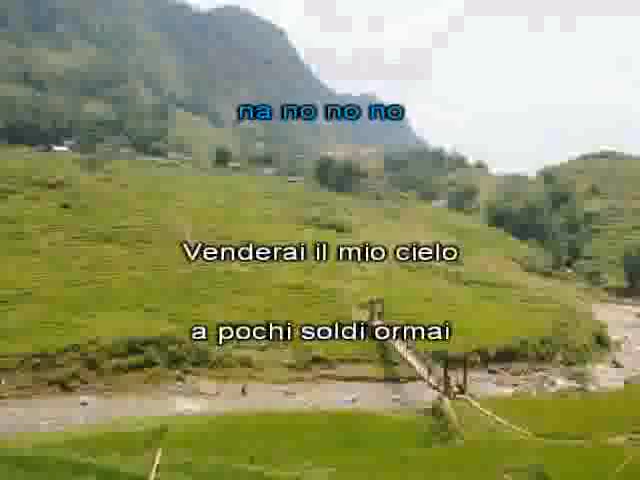 na no no no
Venderai il mio cielo
a pochi soldi ormai